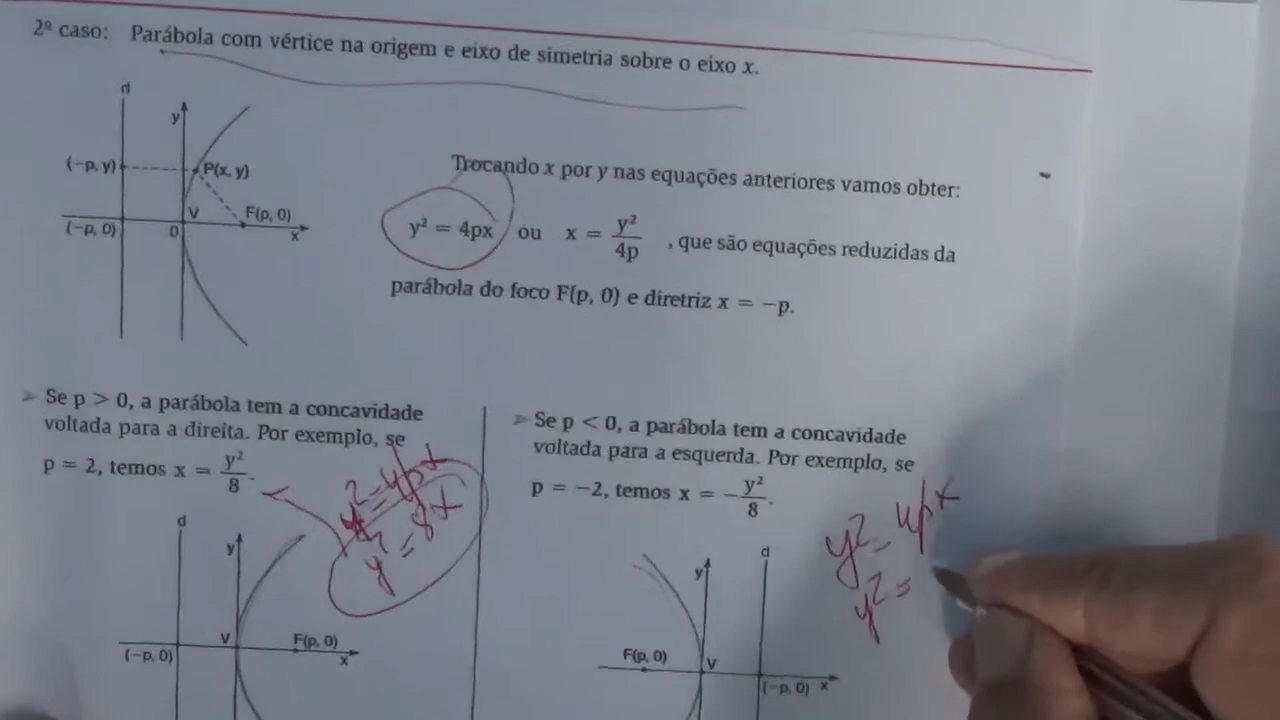 2º caso: Parábola com vértice na origem e eixo de simetria sobre o eixo x.
d
y
(−p, y)
P(x, y)
V
F(p, 0)
(−p, 0)
0
x
Trocando x por y nas equações anteriores vamos obter:
y² = 4px ou x = y²/4p , que são equações reduzidas da
parábola do foco F(p, 0) e diretriz x = −p.
➢ Se p > 0, a parábola tem a concavidade
voltada para a direita. Por exemplo, se
p = 2, temos x = y²/8.
y² = 4px
y² = 8x
d
y
V
F(p, 0)
(−p, 0)
x
➢ Se p < 0, a parábola tem a concavidade
voltada para a esquerda. Por exemplo, se
p = −2, temos x = −y²/8.
y² = 4px
y² =
y
d
F(p, 0)
V
(−p, 0)
x